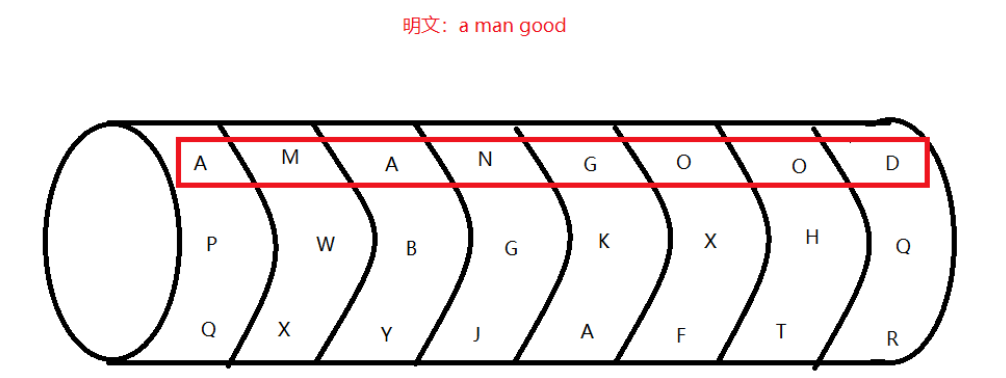 明文：a man good
A M A N G O O D
P W B G K X H Q
Q X Y J A F T R